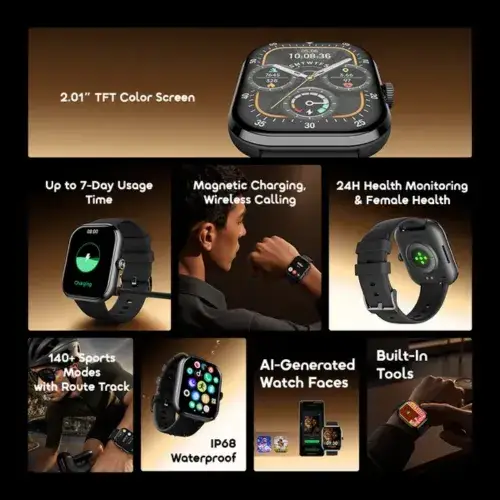 2.01" TFT Color Screen
10:08:36
SMTWTFS
Up to 7-Day Usage
Time
08:00
Charging
Magnetic Charging,
Wireless Calling
24H Health Monitoring
& Female Health
140+ Sports
Modes
with Route Track
IP68
Waterproof
AI-Generated
Watch Faces
Built-In
Tools